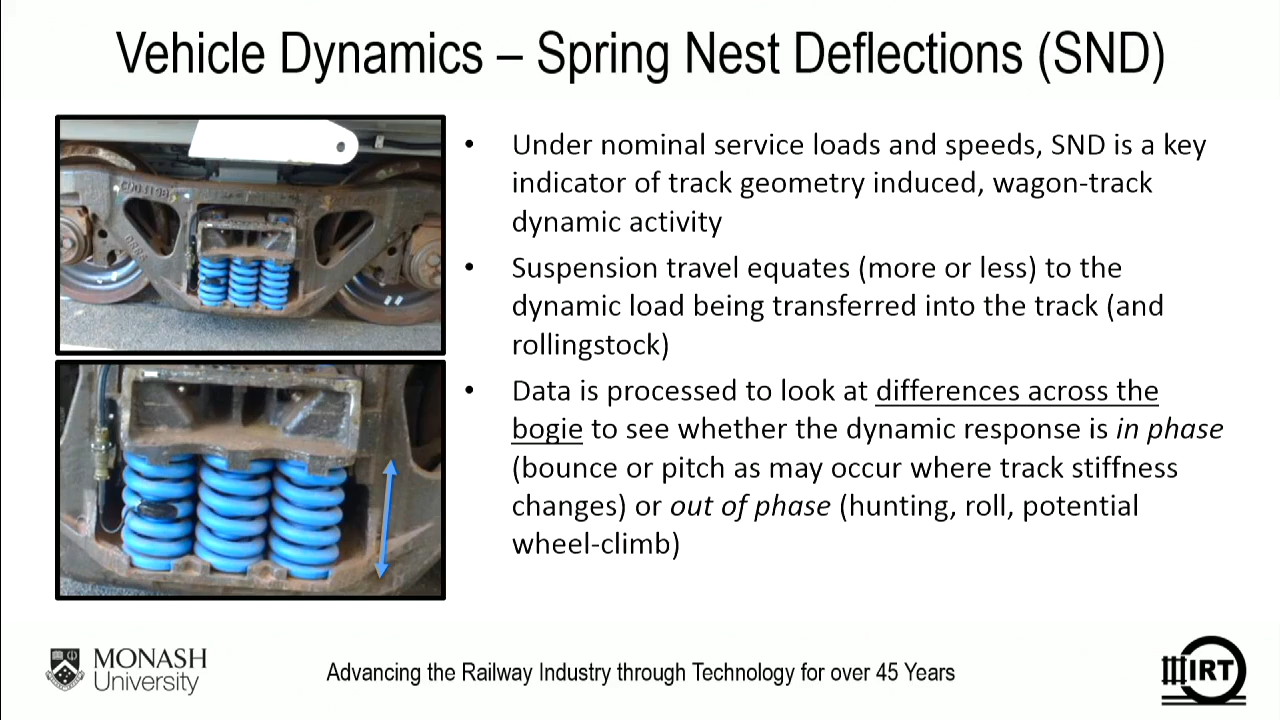 Vehicle Dynamics – Spring Nest Deflections (SND)
• Under nominal service loads and speeds, SND is a key
indicator of track geometry induced, wagon-track
dynamic activity
• Suspension travel equates (more or less) to the
dynamic load being transferred into the track (and
rollingstock)
• Data is processed to look at differences across the
bogie to see whether the dynamic response is in phase
(bounce or pitch as may occur where track stiffness
changes) or out of phase (hunting, roll, potential
wheel-climb)
MONASH
University
Advancing the Railway Industry through Technology for over 45 Years
IRT